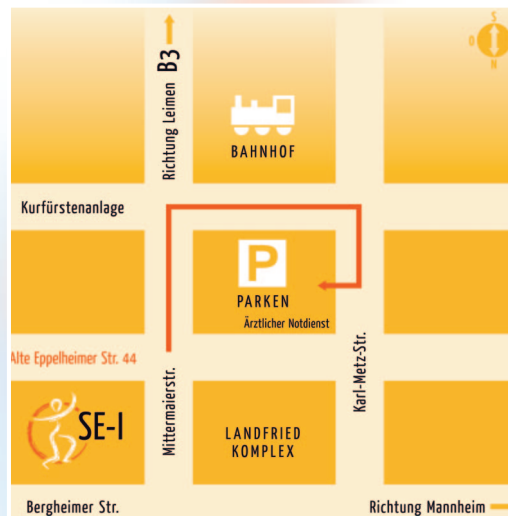 S
O
N
Richtung Leimen B3
BAHNHOF
Kurfürstenanlage
P
PARKEN
Ärztlicher Notdienst
Alte Eppelheimer Str. 44
Mittermaierstr.
Karl-Metz-Str.
SE-I
LANDFRIED
KOMPLEX
Bergheimer Str.
Richtung Mannheim